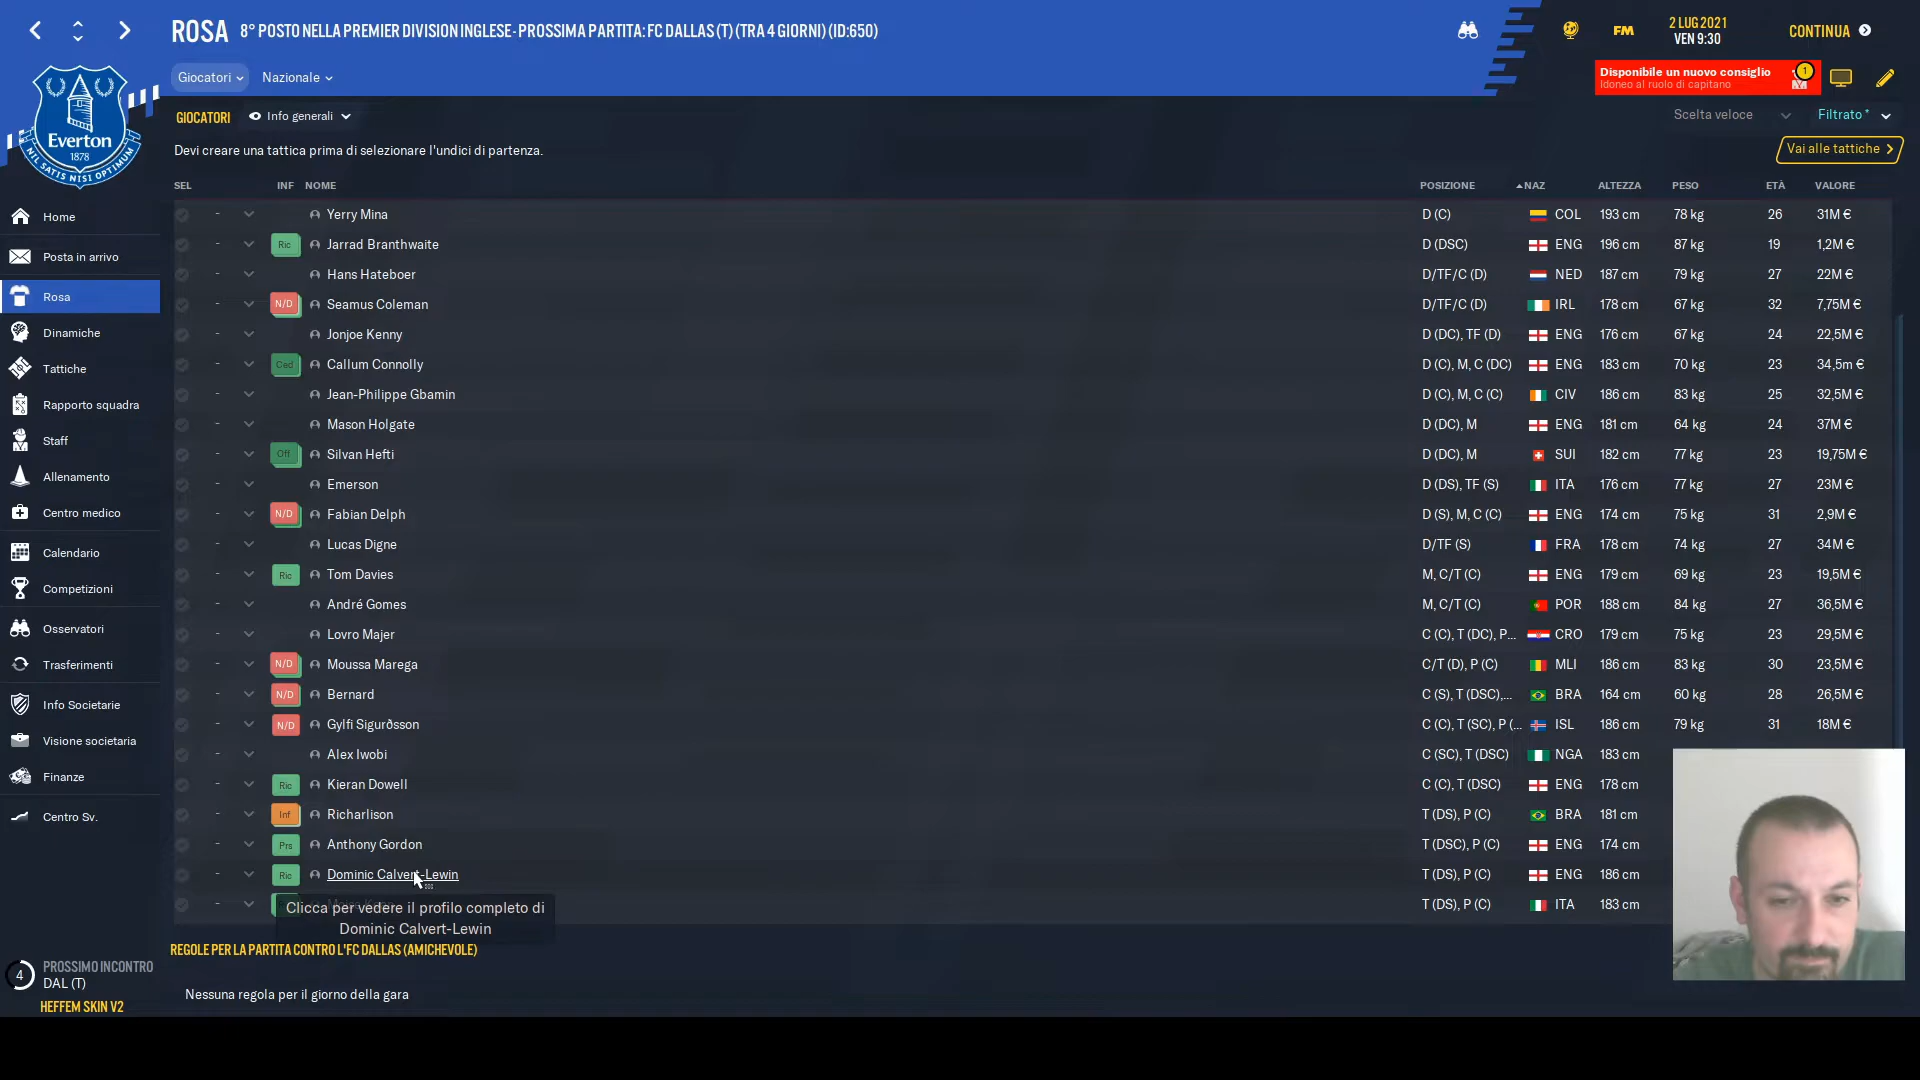 ROSA 8° POSTO NELLA PREMIER DIVISION INGLESE - PROSSIMA PARTITA: FC DALLAS (T) (TRA 4 GIORNI) (ID:650)
FM
2 LUG 2021
VEN 9:30
CONTINUA
Giocatori Nazionale
Disponibile un nuovo consiglio
Idoneo al ruolo di capitano
1
Everton
1878
NIL SATIS NISI OPTIMUM
GIOCATORI Info generali
Scelta veloce Filtrato *
Devi creare una tattica prima di selezionare l'undici di partenza.
Vai alle tattiche
SEL INF NOME POSIZIONE NAZ ALTEZZA PESO ETÀ VALORE
- Yerry Mina D (C) COL 193 cm 78 kg 26 31M €
- Ric Jarrad Branthwaite D (DSC) ENG 196 cm 87 kg 19 1,2M €
- Hans Hateboer D/TF/C (D) NED 187 cm 79 kg 27 22M €
- N/D Seamus Coleman D/TF/C (D) IRL 178 cm 67 kg 32 7,75M €
- Jonjoe Kenny D (DC), TF (D) ENG 176 cm 67 kg 24 22,5M €
- Ced Callum Connolly D (C), M, C (DC) ENG 183 cm 70 kg 23 34,5m €
- Jean-Philippe Gbamin D (C), M, C (C) CIV 186 cm 83 kg 25 32,5M €
- Mason Holgate D (DC), M ENG 181 cm 64 kg 24 37M €
- Off Silvan Hefti D (DC), M SUI 182 cm 77 kg 23 19,75M €
- Emerson D (DS), TF (S) ITA 176 cm 77 kg 27 23M €
- N/D Fabian Delph D (S), M, C (C) ENG 174 cm 75 kg 31 2,9M €
- Lucas Digne D/TF (S) FRA 178 cm 74 kg 27 34M €
- Ric Tom Davies M, C/T (C) ENG 179 cm 69 kg 23 19,5M €
- André Gomes M, C/T (C) POR 188 cm 84 kg 27 36,5M €
- Lovro Majer C (C), T (DC), P... CRO 179 cm 75 kg 23 29,5M €
- N/D Moussa Marega C/T (D), P (C) MLI 186 cm 83 kg 30 23,5M €
- N/D Bernard C (S), T (DSC),... BRA 164 cm 60 kg 28 26,5M €
- N/D Gylfi Sigurðsson C (C), T (SC), P (... ISL 186 cm 79 kg 31 18M €
- Alex Iwobi C (SC), T (DSC) NGA 183 cm
- Ric Kieran Dowell C (C), T (DSC) ENG 178 cm
- Inf Richarlison T (DS), P (C) BRA 181 cm
- Prs Anthony Gordon T (DSC), P (C) ENG 174 cm
- Ric Dominic Calvert-Lewin T (DS), P (C) ENG 186 cm
- T (DS), P (C) ITA 183 cm
Clicca per vedere il profilo completo di
Dominic Calvert-Lewin
REGOLE PER LA PARTITA CONTRO L'FC DALLAS (AMICHEVOLE)
Nessuna regola per il giorno della gara
Home
Posta in arrivo
Rosa
Dinamiche
Tattiche
Rapporto squadra
Staff
Allenamento
Centro medico
Calendario
Competizioni
Osservatori
Trasferimenti
Info Societarie
Visione societaria
Finanze
Centro Sv.
4 PROSSIMO INCONTRO
DAL (T)
HEFFEM SKIN V2